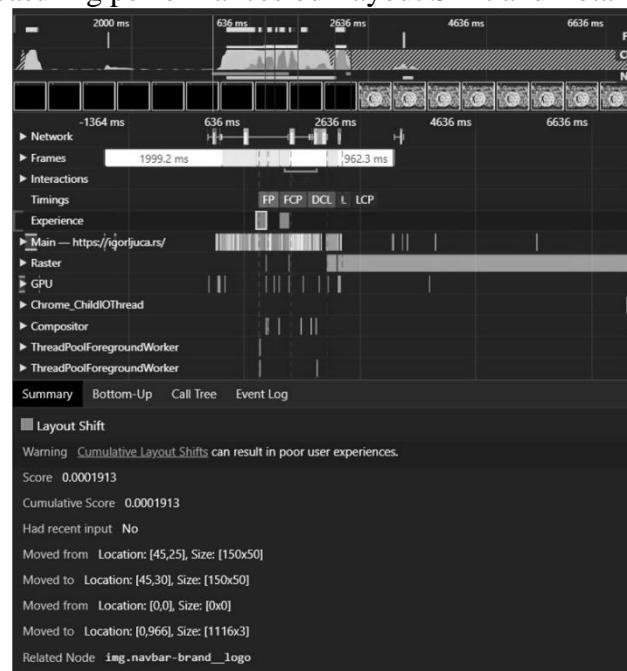 2000 ms 636 ms 2636 ms 4636 ms 6636 ms
-1364 ms 636 ms 2636 ms 4636 ms 6636 ms
Network
Frames 1999.2 ms 962.3 ms
Interactions
Timings FP FCP DCL L LCP
Experience
Main — https://igorljuca.rs/
Raster
GPU
Chrome_ChildIOThread
Compositor
ThreadPoolForegroundWorker
ThreadPoolForegroundWorker
Summary Bottom-Up Call Tree Event Log
Layout Shift
Warning Cumulative Layout Shifts can result in poor user experiences.
Score 0.0001913
Cumulative Score 0.0001913
Had recent input No
Moved from Location: [45,25], Size: [150x50]
Moved to Location: [45,30], Size: [150x50]
Moved from Location: [0,0], Size: [0x0]
Moved to Location: [0,966], Size: [1116x3]
Related Node img.navbar-brand__logo